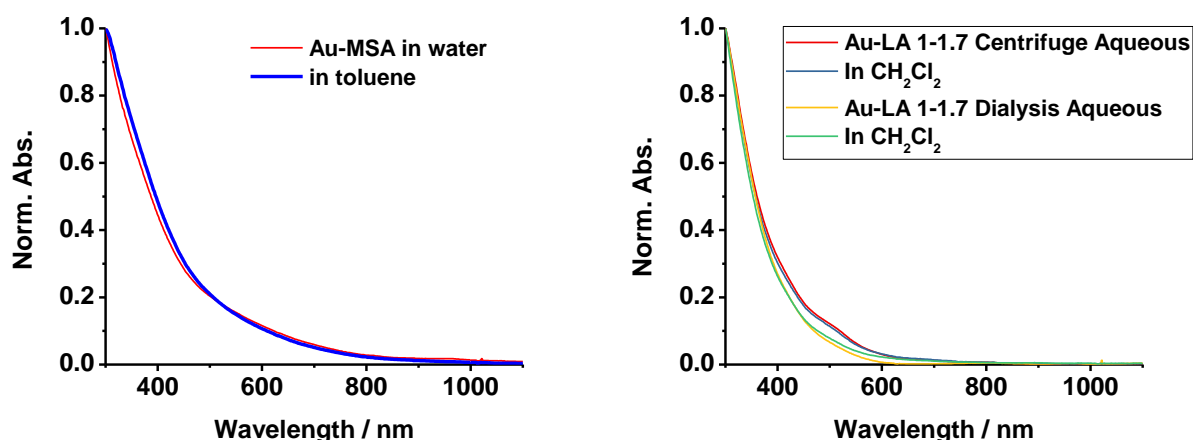 1.0
0.8
0.6
0.4
0.2
0.0
Norm. Abs.
400 600 800 1000
Wavelength / nm
Au-MSA in water
in toluene
1.0
0.8
0.6
0.4
0.2
0.0
Norm. Abs.
400 600 800 1000
Wavelength / nm
Au-LA 1-1.7 Centrifuge Aqueous
In CH₂Cl₂
Au-LA 1-1.7 Dialysis Aqueous
In CH₂Cl₂